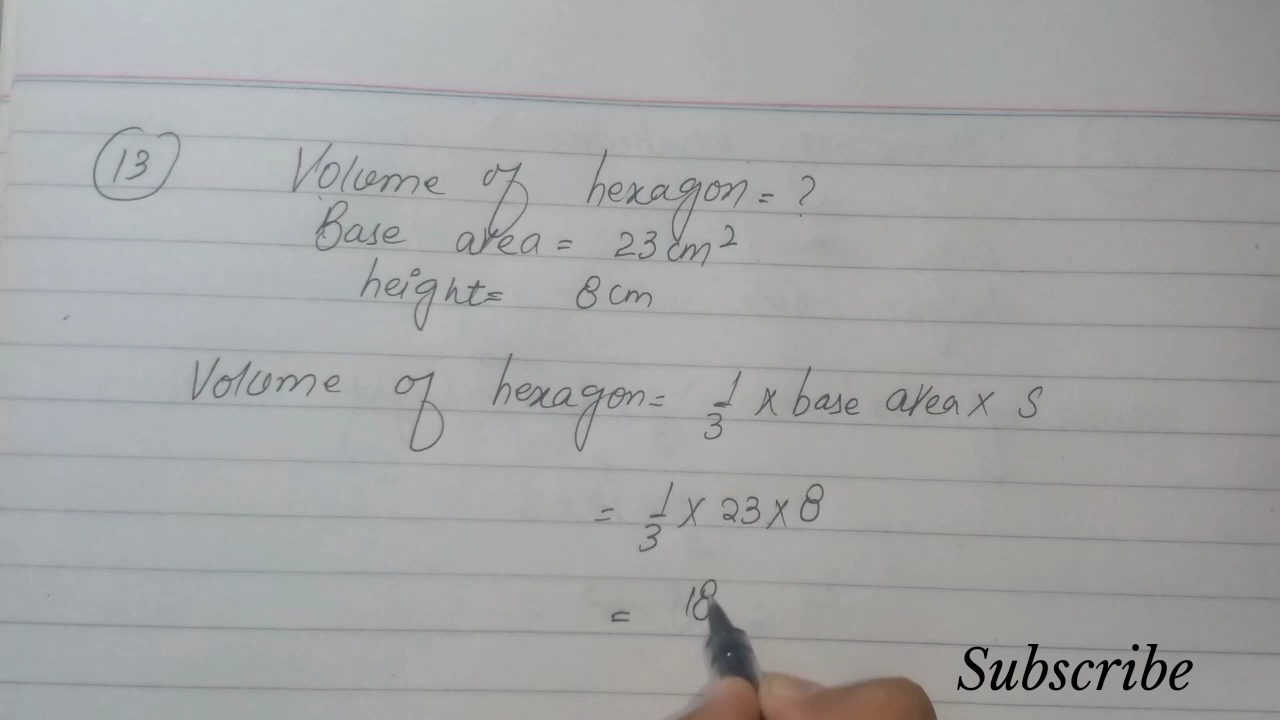 13 Volume of hexagon = ?
Base area = 23 cm²
height = 8 cm
Volume of hexagon = 1/3 × base area × s
= 1/3 × 23 × 8
= 18
Subscribe